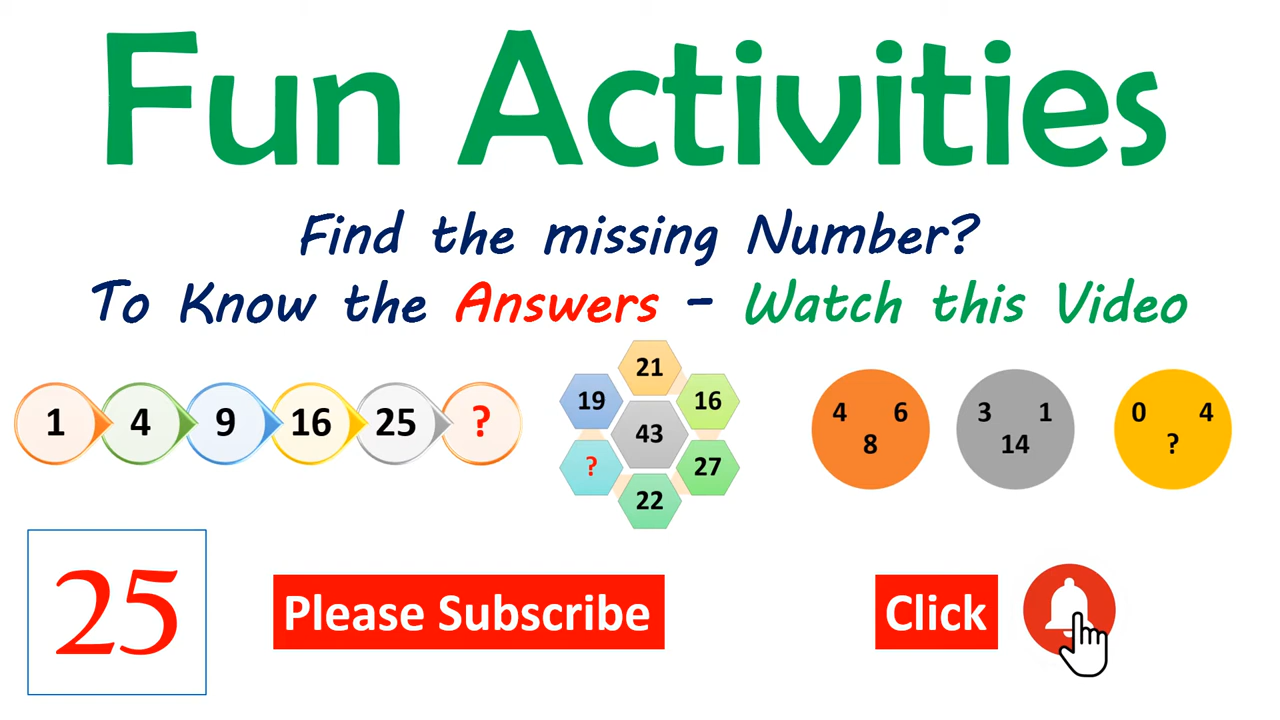 Fun Activities
Find the missing Number?
To Know the Answers - Watch this Video
1 4 9 16 25 ?
21
19 16
43
? 27
22
4 6
8
3 1
14
0 4
?
25
Please Subscribe
Click